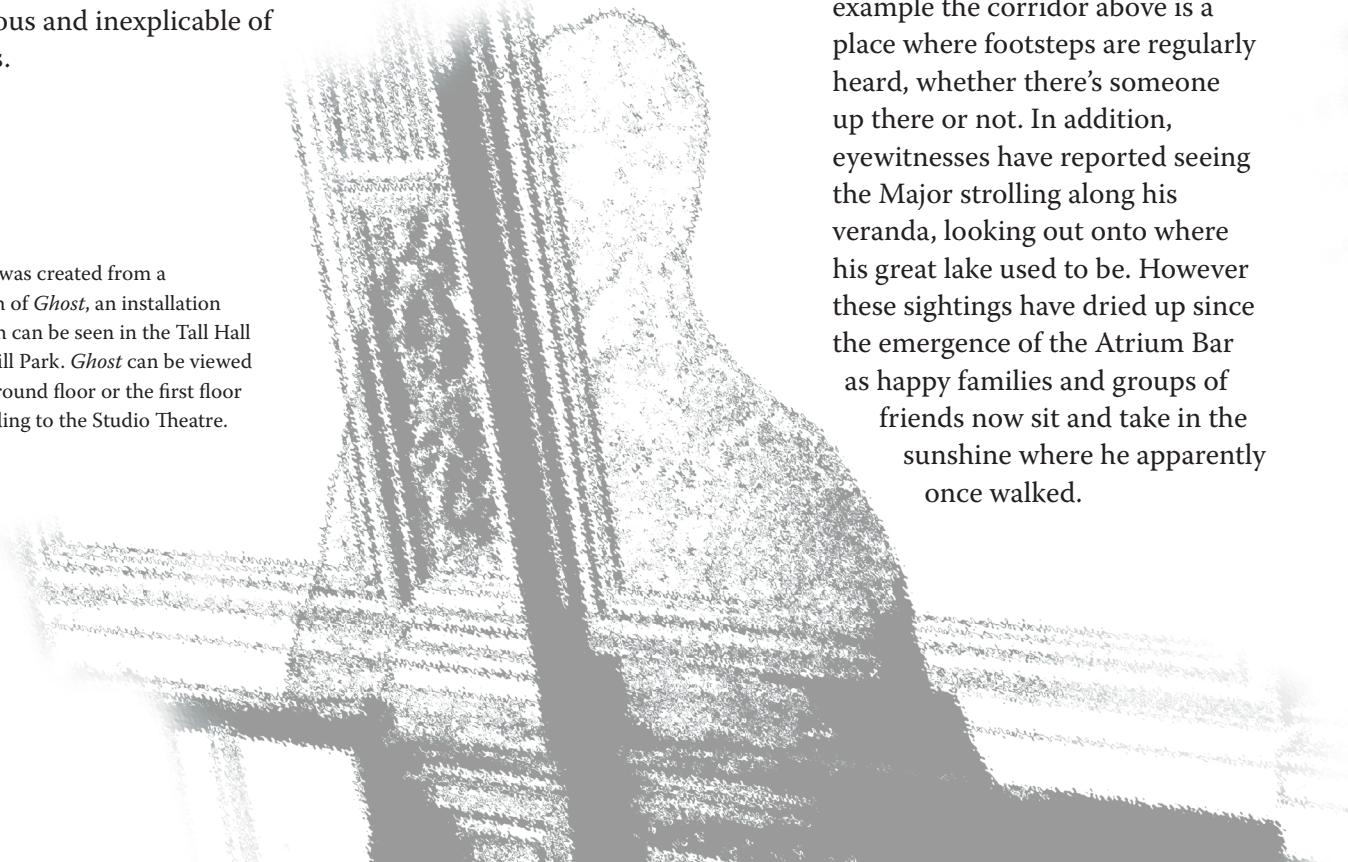 ous and inexplicable of
s.
was created from a
n of Ghost, an installation
n can be seen in the Tall Hall
ill Park. Ghost can be viewed
round floor or the first floor
ling to the Studio Theatre.
example the corridor above is a
place where footsteps are regularly
heard, whether there’s someone
up there or not. In addition,
eyewitnesses have reported seeing
the Major strolling along his
veranda, looking out onto where
his great lake used to be. However
these sightings have dried up since
the emergence of the Atrium Bar
as happy families and groups of
friends now sit and take in the
sunshine where he apparently
once walked.